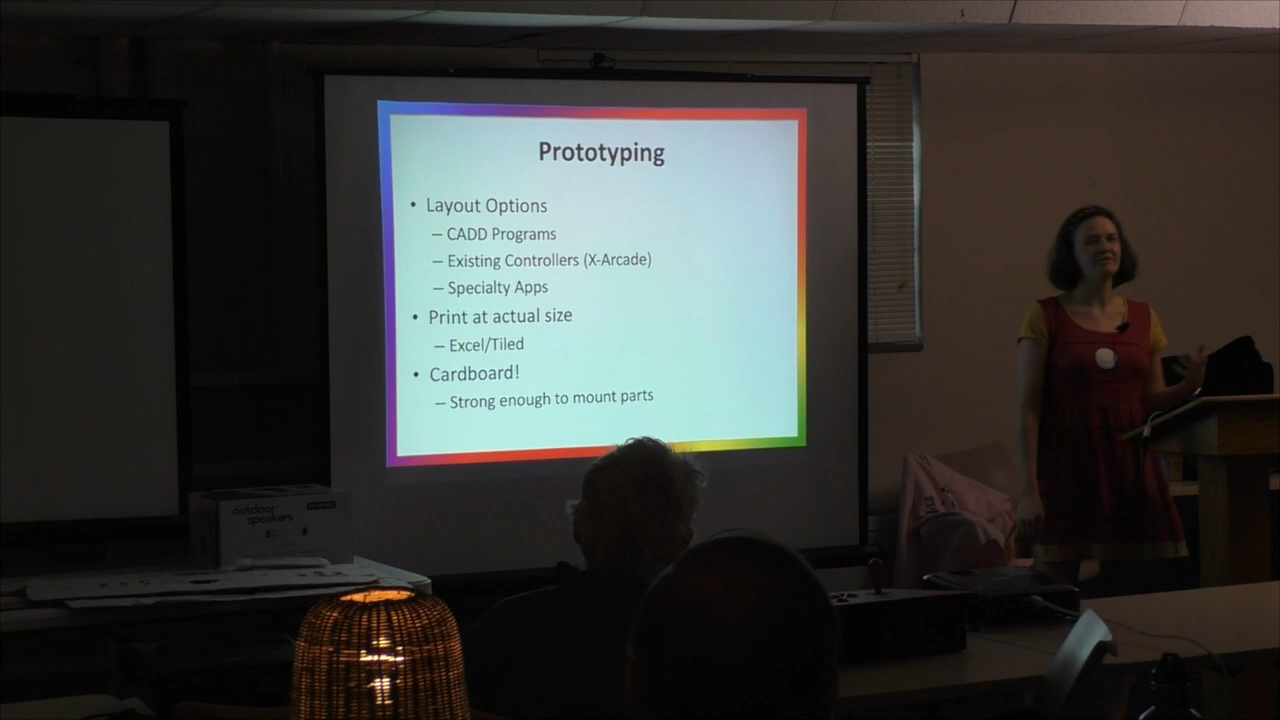 Prototyping
• Layout Options
– CADD Programs
– Existing Controllers (X-Arcade)
– Specialty Apps
• Print at actual size
– Excel/Tiled
• Cardboard!
– Strong enough to mount parts
outdoor
speakers